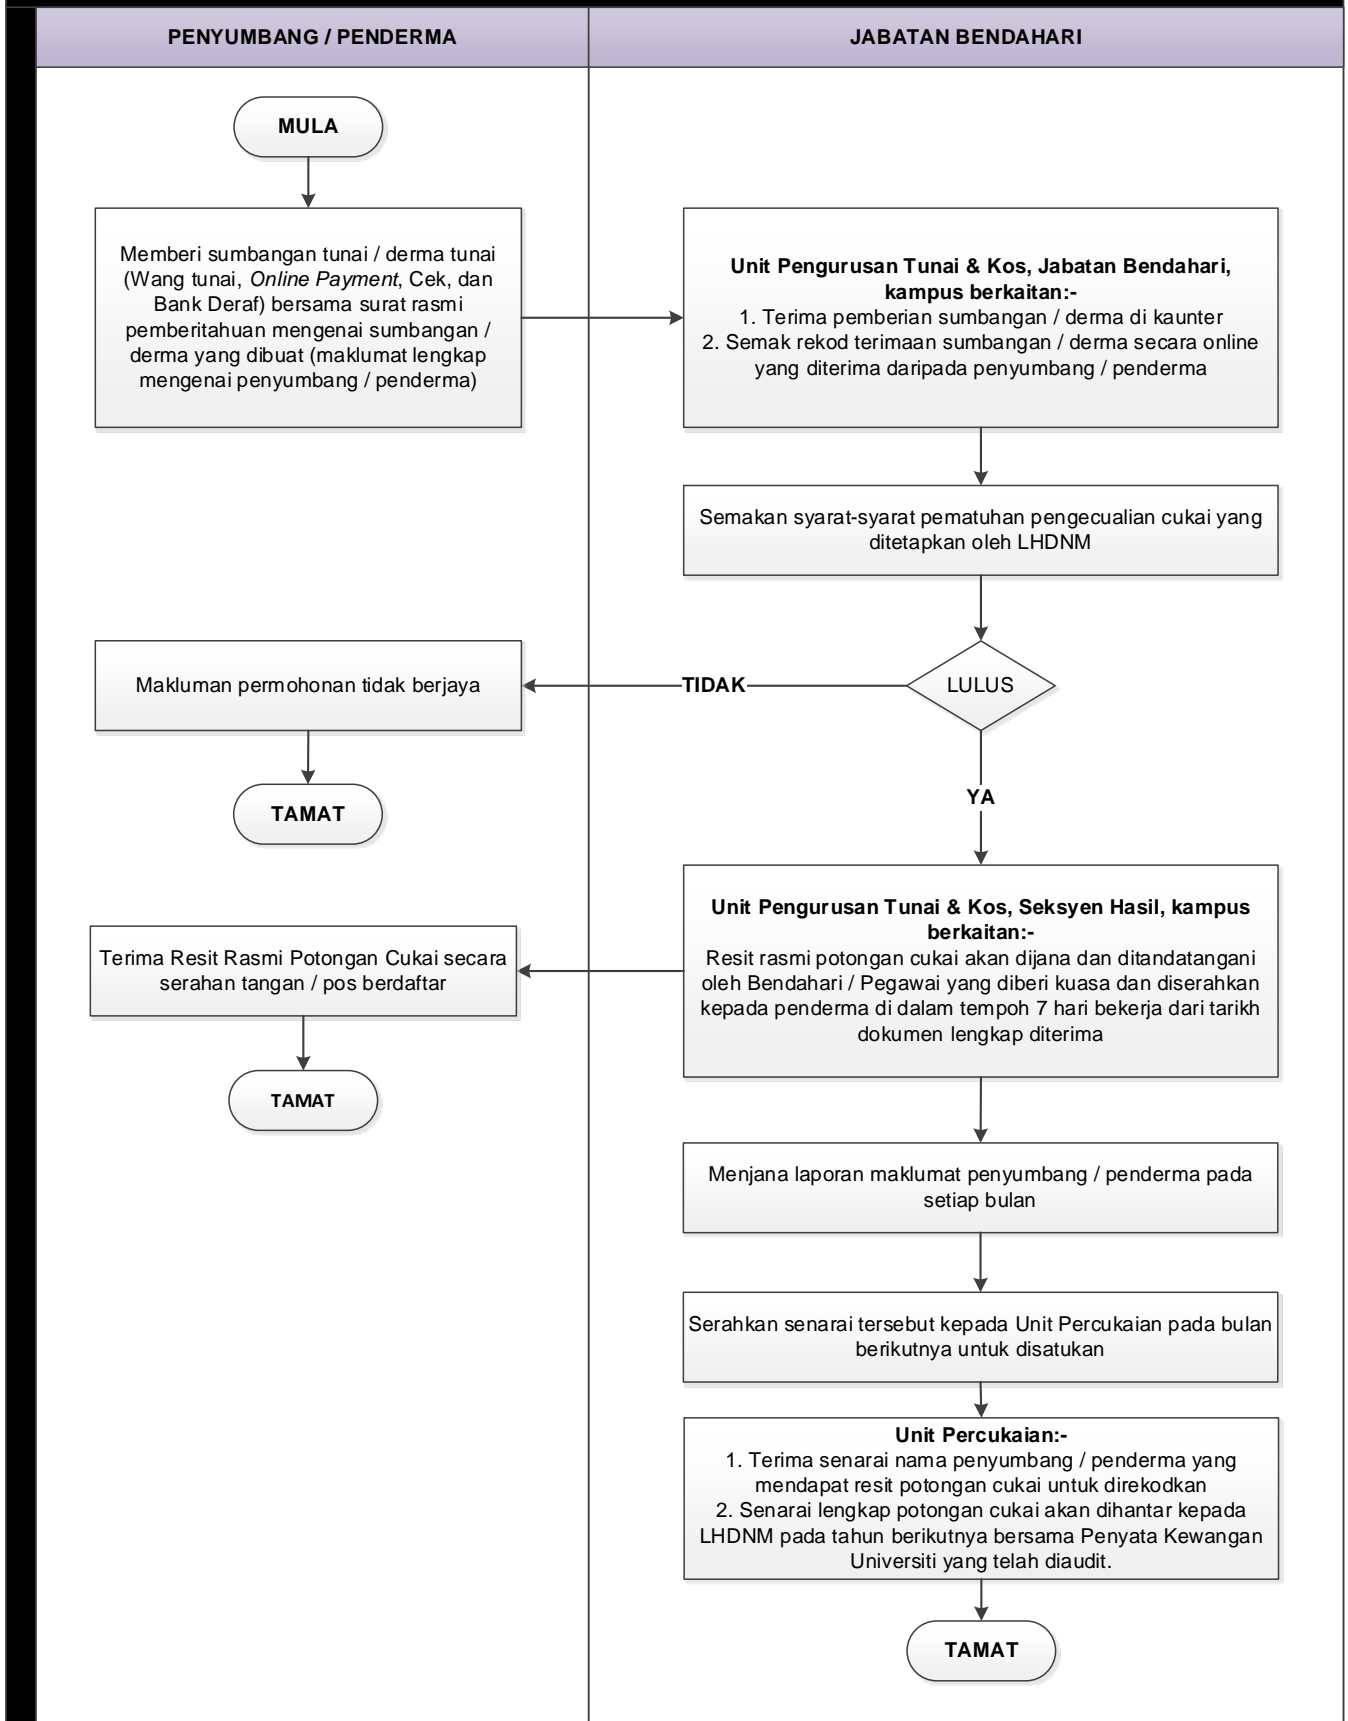 PENYUMBANG / PENDERMA
JABATAN BENDAHARI
MULA
Memberi sumbangan tunai / derma tunai
(Wang tunai, Online Payment, Cek, dan
Bank Deraf) bersama surat rasmi
pemberitahuan mengenai sumbangan /
derma yang dibuat (maklumat lengkap
mengenai penyumbang / penderma)
Unit Pengurusan Tunai & Kos, Jabatan Bendahari,
kampus berkaitan:-
1. Terima pemberian sumbangan / derma di kaunter
2. Semak rekod terimaan sumbangan / derma secara online
yang diterima daripada penyumbang / penderma
Semakan syarat-syarat pematuhan pengecualian cukai yang
ditetapkan oleh LHDNM
LULUS
TIDAK
Makluman permohonan tidak berjaya
TAMAT
YA
Unit Pengurusan Tunai & Kos, Seksyen Hasil, kampus
berkaitan:-
Resit rasmi potongan cukai akan dijana dan ditandatangani
oleh Bendahari / Pegawai yang diberi kuasa dan diserahkan
kepada penderma di dalam tempoh 7 hari bekerja dari tarikh
dokumen lengkap diterima
Terima Resit Rasmi Potongan Cukai secara
serahan tangan / pos berdaftar
TAMAT
Menjana laporan maklumat penyumbang / penderma pada
setiap bulan
Serahkan senarai tersebut kepada Unit Percukaian pada bulan
berikutnya untuk disatukan
Unit Percukaian:-
1. Terima senarai nama penyumbang / penderma yang
mendapat resit potongan cukai untuk direkodkan
2. Senarai lengkap potongan cukai akan dihantar kepada
LHDNM pada tahun berikutnya bersama Penyata Kewangan
Universiti yang telah diaudit.
TAMAT